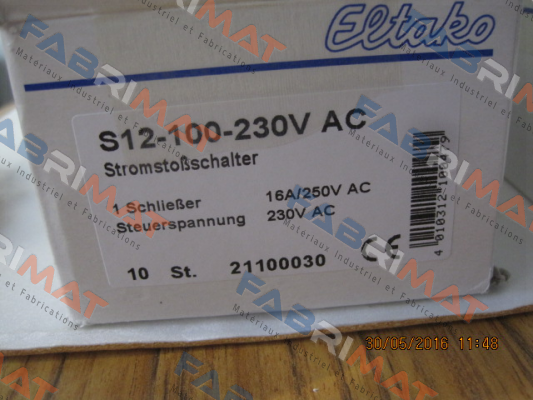 Eltako
S12-100-230V AC
Stromstoßschalter
1 Schließer 16A/250V AC
Steuerspannung 230V AC
10 St. 21100030
CE
30/05/2016 11:48
FABRIMAT
Materiaux Industriel et Fabrications